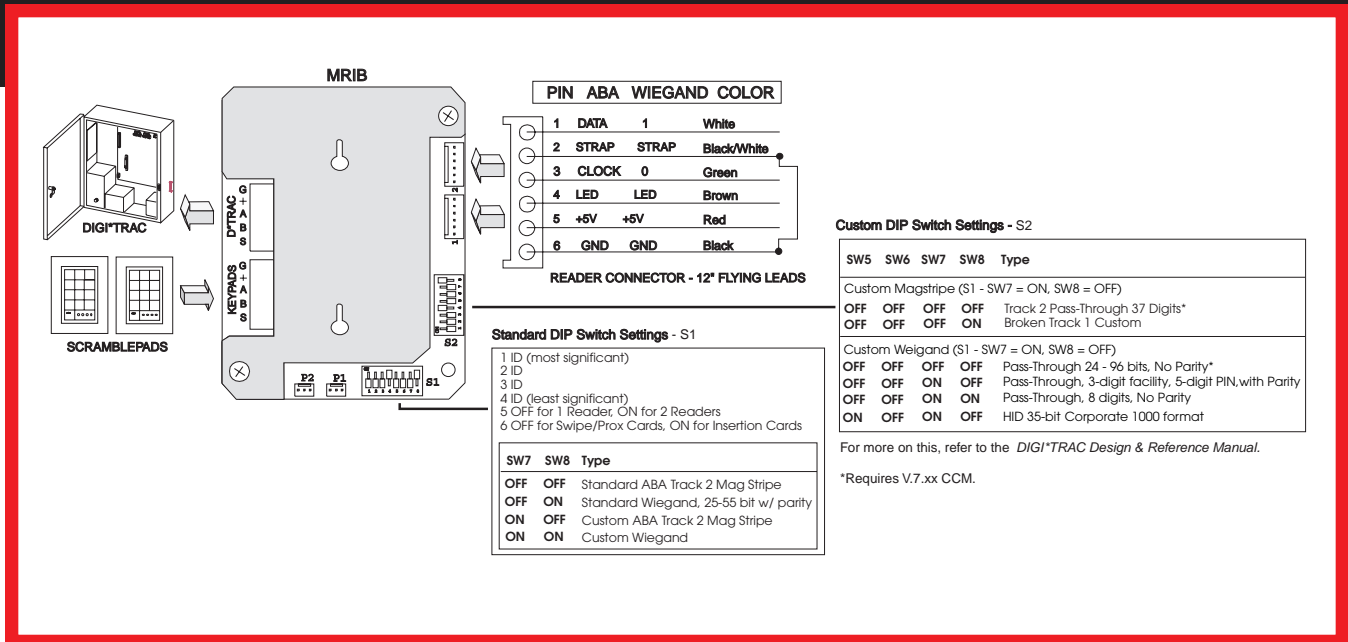 MRIB
PIN ABA WIEGAND COLOR
1 DATA 1 White
2 STRAP STRAP Black/White
3 CLOCK 0 Green
4 LED LED Brown
5 +5V +5V Red
6 GND GND Black
READER CONNECTOR - 12" FLYING LEADS
2
1
DIGI*TRAC
D*TRAC
G
+
A
B
S
KEYPADS
G
+
A
B
S
SCRAMBLEPADS
S2
P2
P1
S1
1 2 3 4 5 6 7 8
Standard DIP Switch Settings - S1
1 ID (most significant)
2 ID
3 ID
4 ID (least significant)
5 OFF for 1 Reader, ON for 2 Readers
6 OFF for Swipe/Prox Cards, ON for Insertion Cards
SW7 SW8 Type
OFF OFF Standard ABA Track 2 Mag Stripe
OFF ON Standard Wiegand, 25-55 bit w/ parity
ON OFF Custom ABA Track 2 Mag Stripe
ON ON Custom Wiegand
Custom DIP Switch Settings - S2
SW5 SW6 SW7 SW8 Type
Custom Magstripe (S1 - SW7 = ON, SW8 = OFF)
OFF OFF OFF OFF Track 2 Pass-Through 37 Digits*
OFF OFF OFF ON Broken Track 1 Custom
Custom Weigand (S1 - SW7 = ON, SW8 = OFF)
OFF OFF OFF OFF Pass-Through 24 - 96 bits, No Parity*
OFF OFF ON OFF Pass-Through, 3-digit facility, 5-digit PIN,with Parity
OFF OFF ON ON Pass-Through, 8 digits, No Parity
ON OFF ON OFF HID 35-bit Corporate 1000 format
For more on this, refer to the DIGI*TRAC Design & Reference Manual.
*Requires V.7.xx CCM.